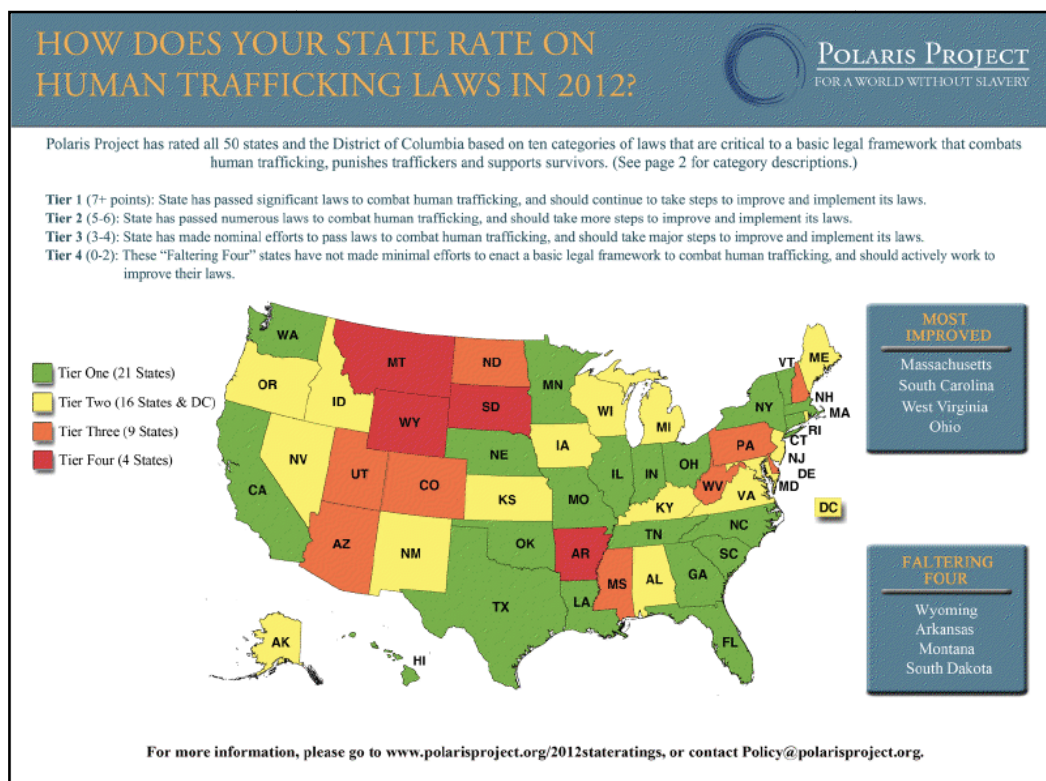 HOW DOES YOUR STATE RATE ON
HUMAN TRAFFICKING LAWS IN 2012?
POLARIS PROJECT
FOR A WORLD WITHOUT SLAVERY
Polaris Project has rated all 50 states and the District of Columbia based on ten categories of laws that are critical to a basic legal framework that combats
human trafficking, punishes traffickers and supports survivors. (See page 2 for category descriptions.)
Tier 1 (7+ points): State has passed significant laws to combat human trafficking, and should continue to take steps to improve and implement its laws.
Tier 2 (5-6): State has passed numerous laws to combat human trafficking, and should take more steps to improve and implement its laws.
Tier 3 (3-4): State has made nominal efforts to pass laws to combat human trafficking, and should take major steps to improve and implement its laws.
Tier 4 (0-2): These “Faltering Four” states have not made minimal efforts to enact a basic legal framework to combat human trafficking, and should actively work to
improve their laws.
Tier One (21 States)
Tier Two (16 States & DC)
Tier Three (9 States)
Tier Four (4 States)
WA
MT
ND
MN
VT
ME
OR
ID
SD
WI
NY
NH
MA
WY
MI
RI
IA
PA
CT
NV
NE
NJ
UT
IL
IN
OH
DE
CA
CO
WV
MD
KS
MO
VA
KY
DC
AZ
NM
OK
TN
NC
AR
SC
MS
AL
GA
TX
LA
FL
AK
HI
MOST
IMPROVED
Massachusetts
South Carolina
West Virginia
Ohio
FALTERING
FOUR
Wyoming
Arkansas
Montana
South Dakota
For more information, please go to www.polarisproject.org/2012stateratings, or contact Policy@polarisproject.org.